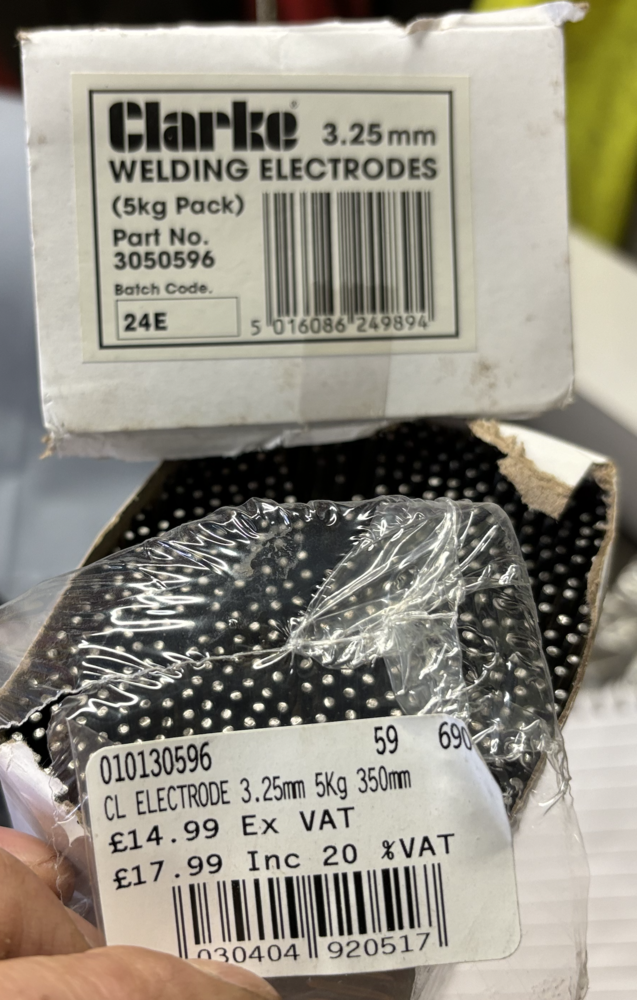 Clarke® 3.25mm
WELDING ELECTRODES
(5kg Pack)
Part No.
3050596
Batch Code.
24E
5 016086 249894
010130596 59 690
CL ELECTRODE 3.25mm 5Kg 350mm
£14.99 Ex VAT
£17.99 Inc 20 %VAT
030404 920517